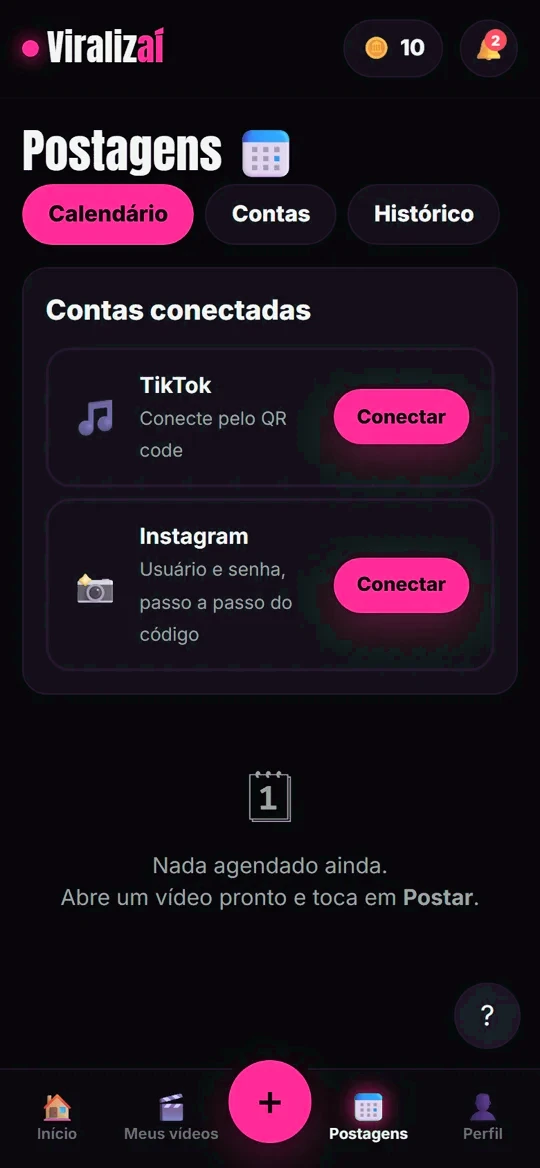 Viralizaí
10
2
Postagens
Calendário
Contas
Histórico
Contas conectadas
TikTok
Conecte pelo QR
code
Conectar
Instagram
Usuário e senha,
passo a passo do
código
Conectar
1
Nada agendado ainda.
Abre um vídeo pronto e toca em Postar.
?
+
Início
Meus vídeos
Postagens
Perfil